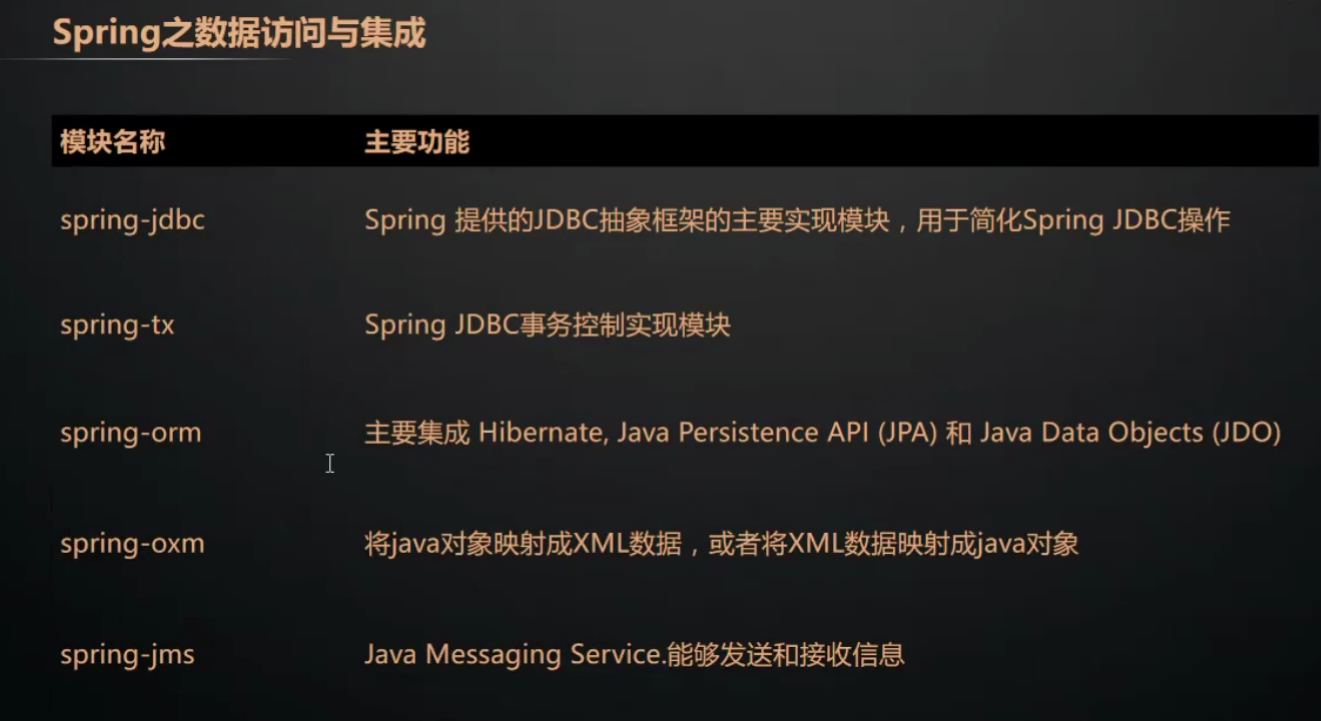 Spring之数据访问与集成
模块名称 主要功能
spring-jdbc Spring 提供的JDBC抽象框架的主要实现模块，用于简化Spring JDBC操作
spring-tx Spring JDBC事务控制实现模块
spring-orm 主要集成 Hibernate, Java Persistence API (JPA) 和 Java Data Objects (JDO)
spring-oxm 将java对象映射成XML数据，或者将XML数据映射成java对象
spring-jms Java Messaging Service.能够发送和接收信息